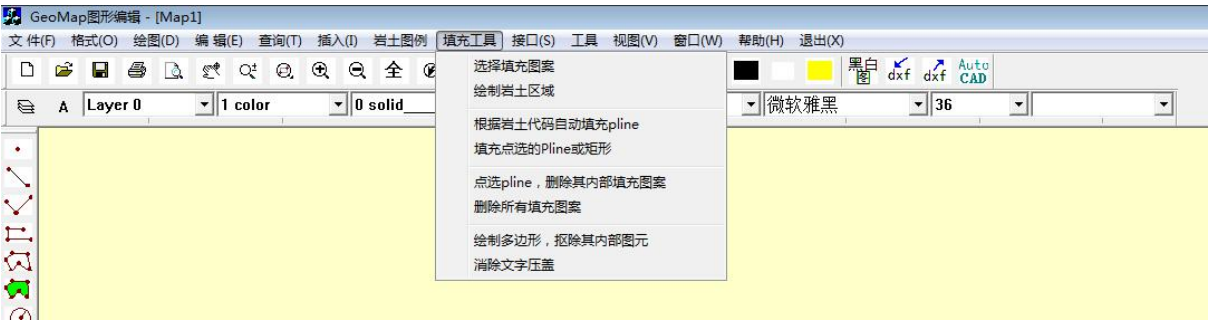 GeoMap图形编辑 - [Map1]
文 件(F) 格式(O) 绘图(D) 编 辑(E) 查询(T) 插入(I) 岩土图例 填充工具 接口(S) 工具 视图(V) 窗口(W) 帮助(H) 退出(X)
全 黑白图 dxf dxf Auto CAD
A Layer 0 1 color 0 solid 微软雅黑 36
选择填充图案
绘制岩土区域
根据岩土代码自动填充pline
填充点选的Pline或矩形
点选pline，删除其内部填充图案
删除所有填充图案
绘制多边形，抠除其内部图元
消除文字压盖